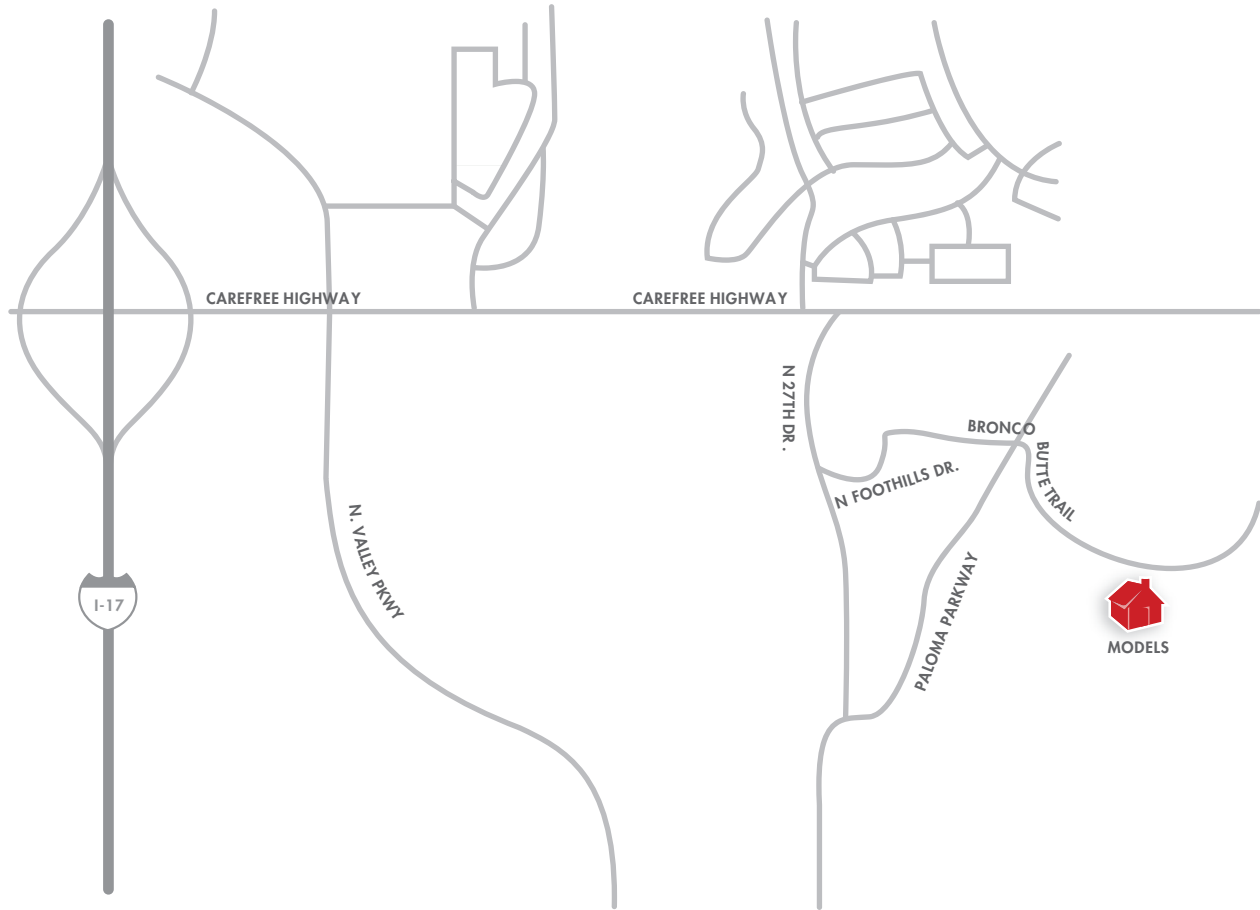 CAREFREE HIGHWAY
CAREFREE HIGHWAY
N 27TH DR.
BRONCO
BUTTE TRAIL
N FOOTHILLS DR.
N. VALLEY PKWY
PALOMA PARKWAY
I-17
MODELS